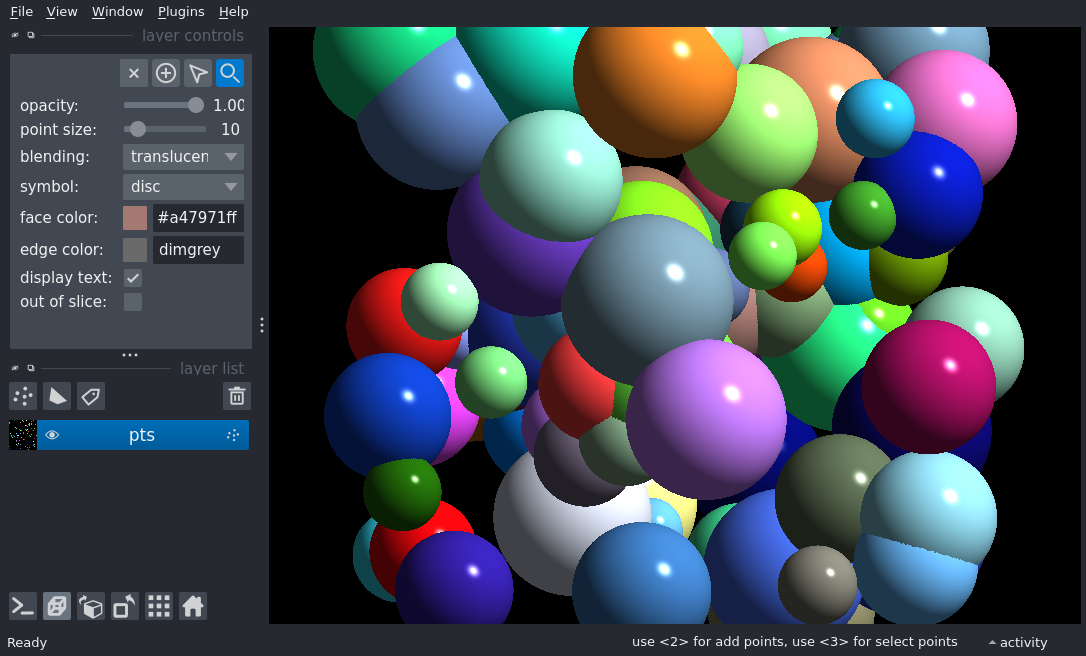 File View Window Plugins Help
layer controls
opacity: 1.00
point size: 10
blending: translucen
symbol: disc
face color: #a47971ff
edge color: dimgrey
display text:
out of slice:
layer list
pts
Ready
use <2> for add points, use <3> for select points
activity